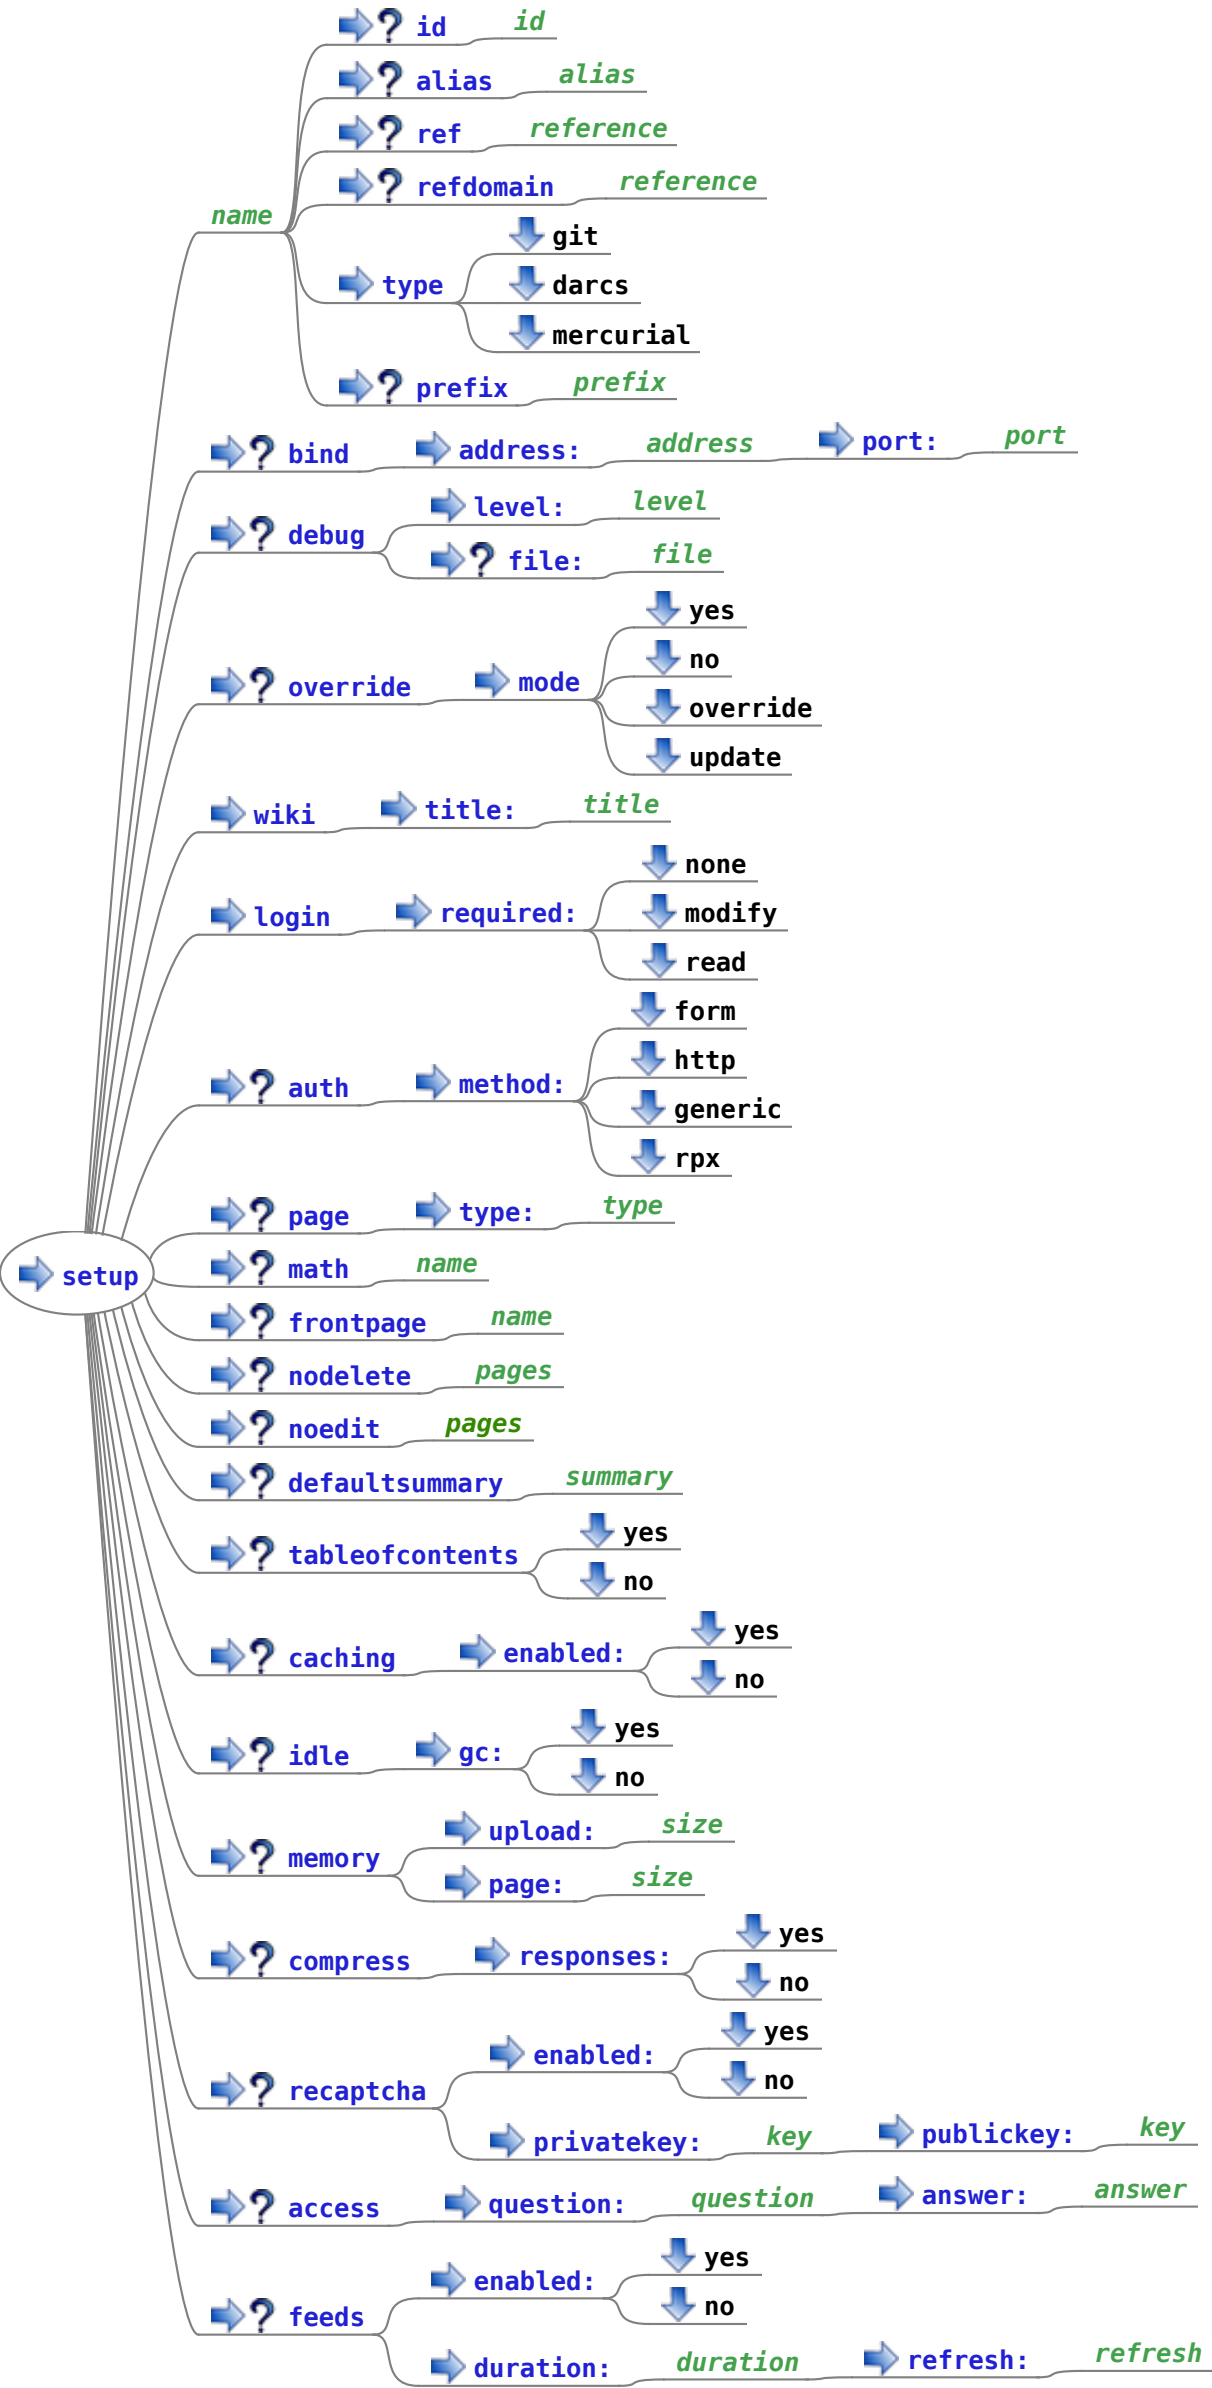 id id
alias alias
ref reference
refdomain reference
name
git
type
darcs
mercurial
prefix prefix
bind address: address port: port
level: level
debug
file: file
yes
no
override mode
override
update
wiki title: title
none
login required: modify
read
form
http
auth method:
generic
rpx
page type: type
setup
math name
frontpage name
nodelete pages
noedit pages
defaultsummary summary
yes
tableofcontents
no
yes
caching enabled:
no
yes
idle gc:
no
upload: size
memory
page: size
yes
compress responses:
no
yes
enabled:
no
recaptcha
privatekey: key publickey: key
access question: question answer: answer
yes
enabled:
no
feeds
duration: duration refresh: refresh